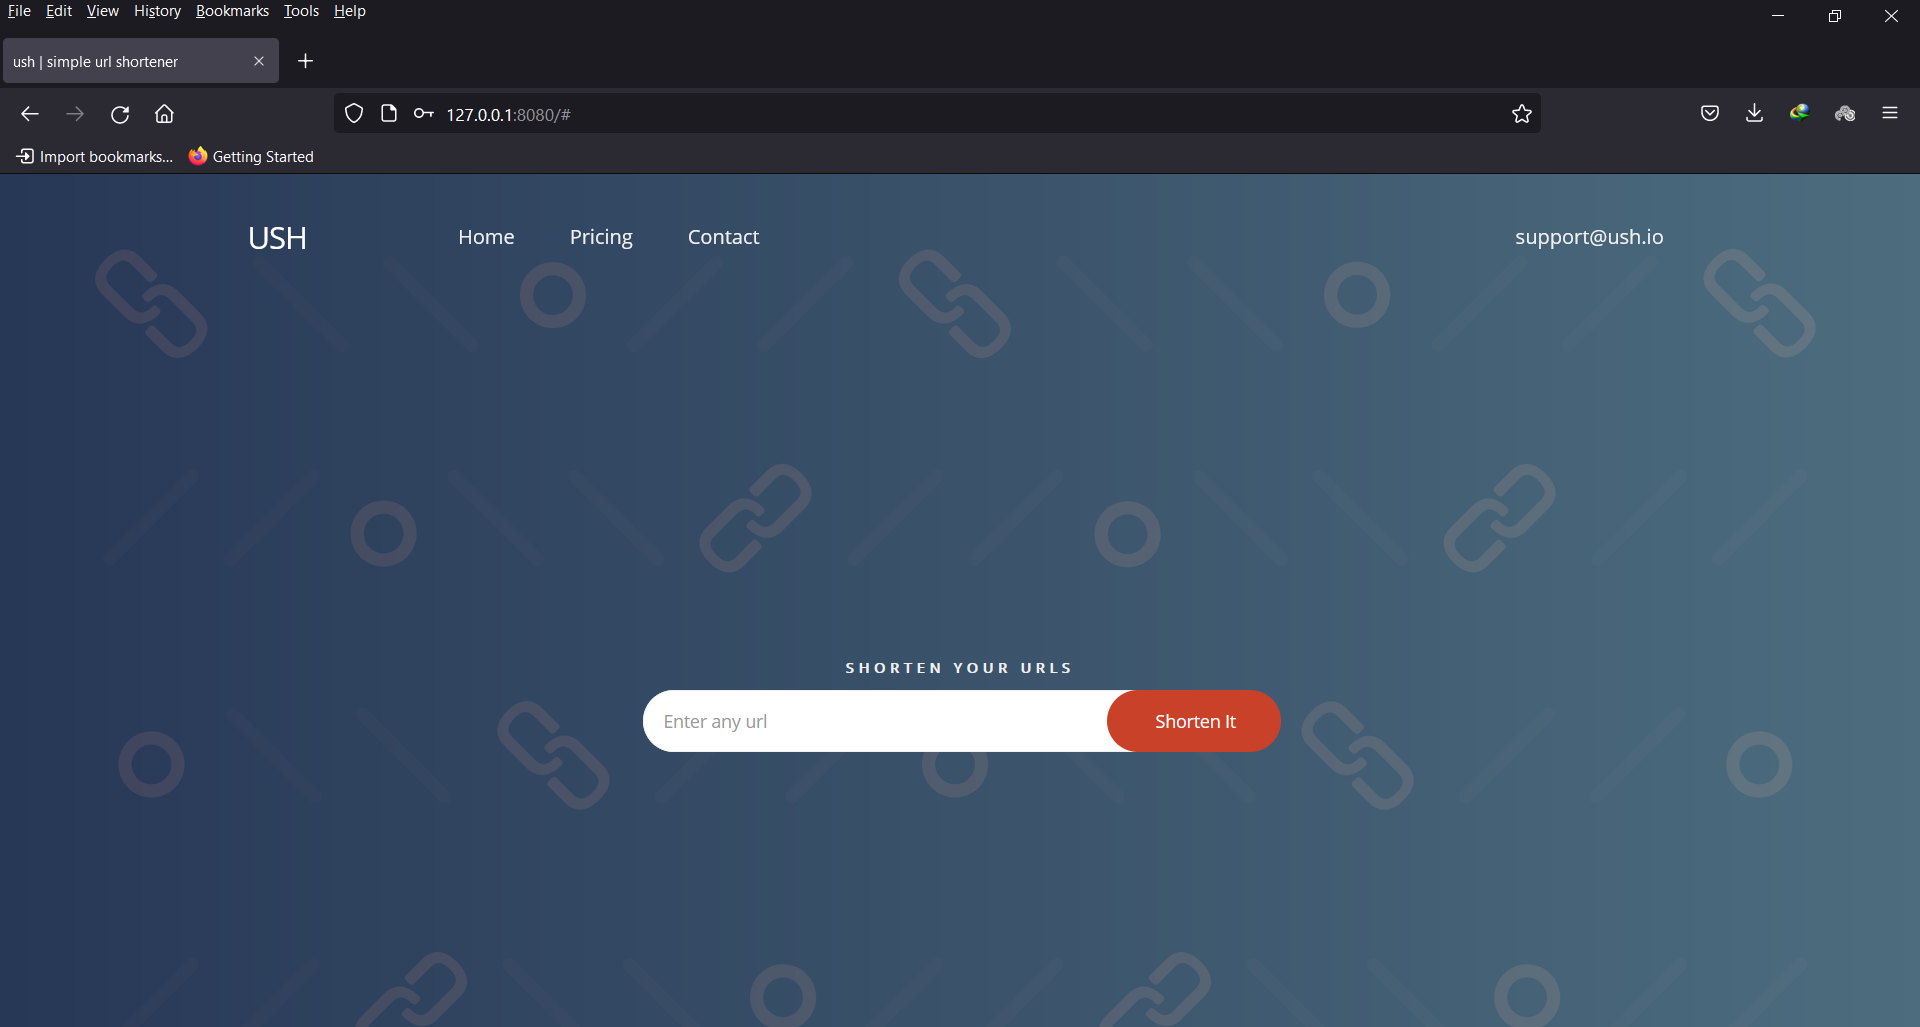 File Edit View History Bookmarks Tools Help
ush | simple url shortener
127.0.0.1:8080/#
Import bookmarks... Getting Started
USH Home Pricing Contact support@ush.io
SHORTEN YOUR URLS
Enter any url Shorten It